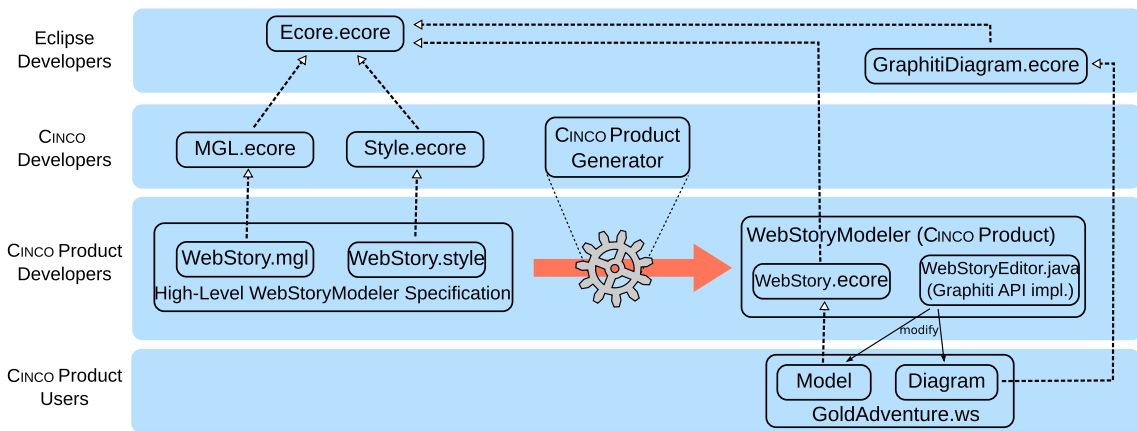 Eclipse
Developers
Ecore.ecore
GraphitiDiagram.ecore
CINCO
Developers
MGL.ecore
Style.ecore
CINCO Product
Generator
CINCO Product
Developers
WebStory.mgl
WebStory.style
High-Level WebStoryModeler Specification
WebStoryModeler (CINCO Product)
WebStory.ecore
WebStoryEditor.java
(Graphiti API impl.)
modify
CINCO Product
Users
Model
Diagram
GoldAdventure.ws